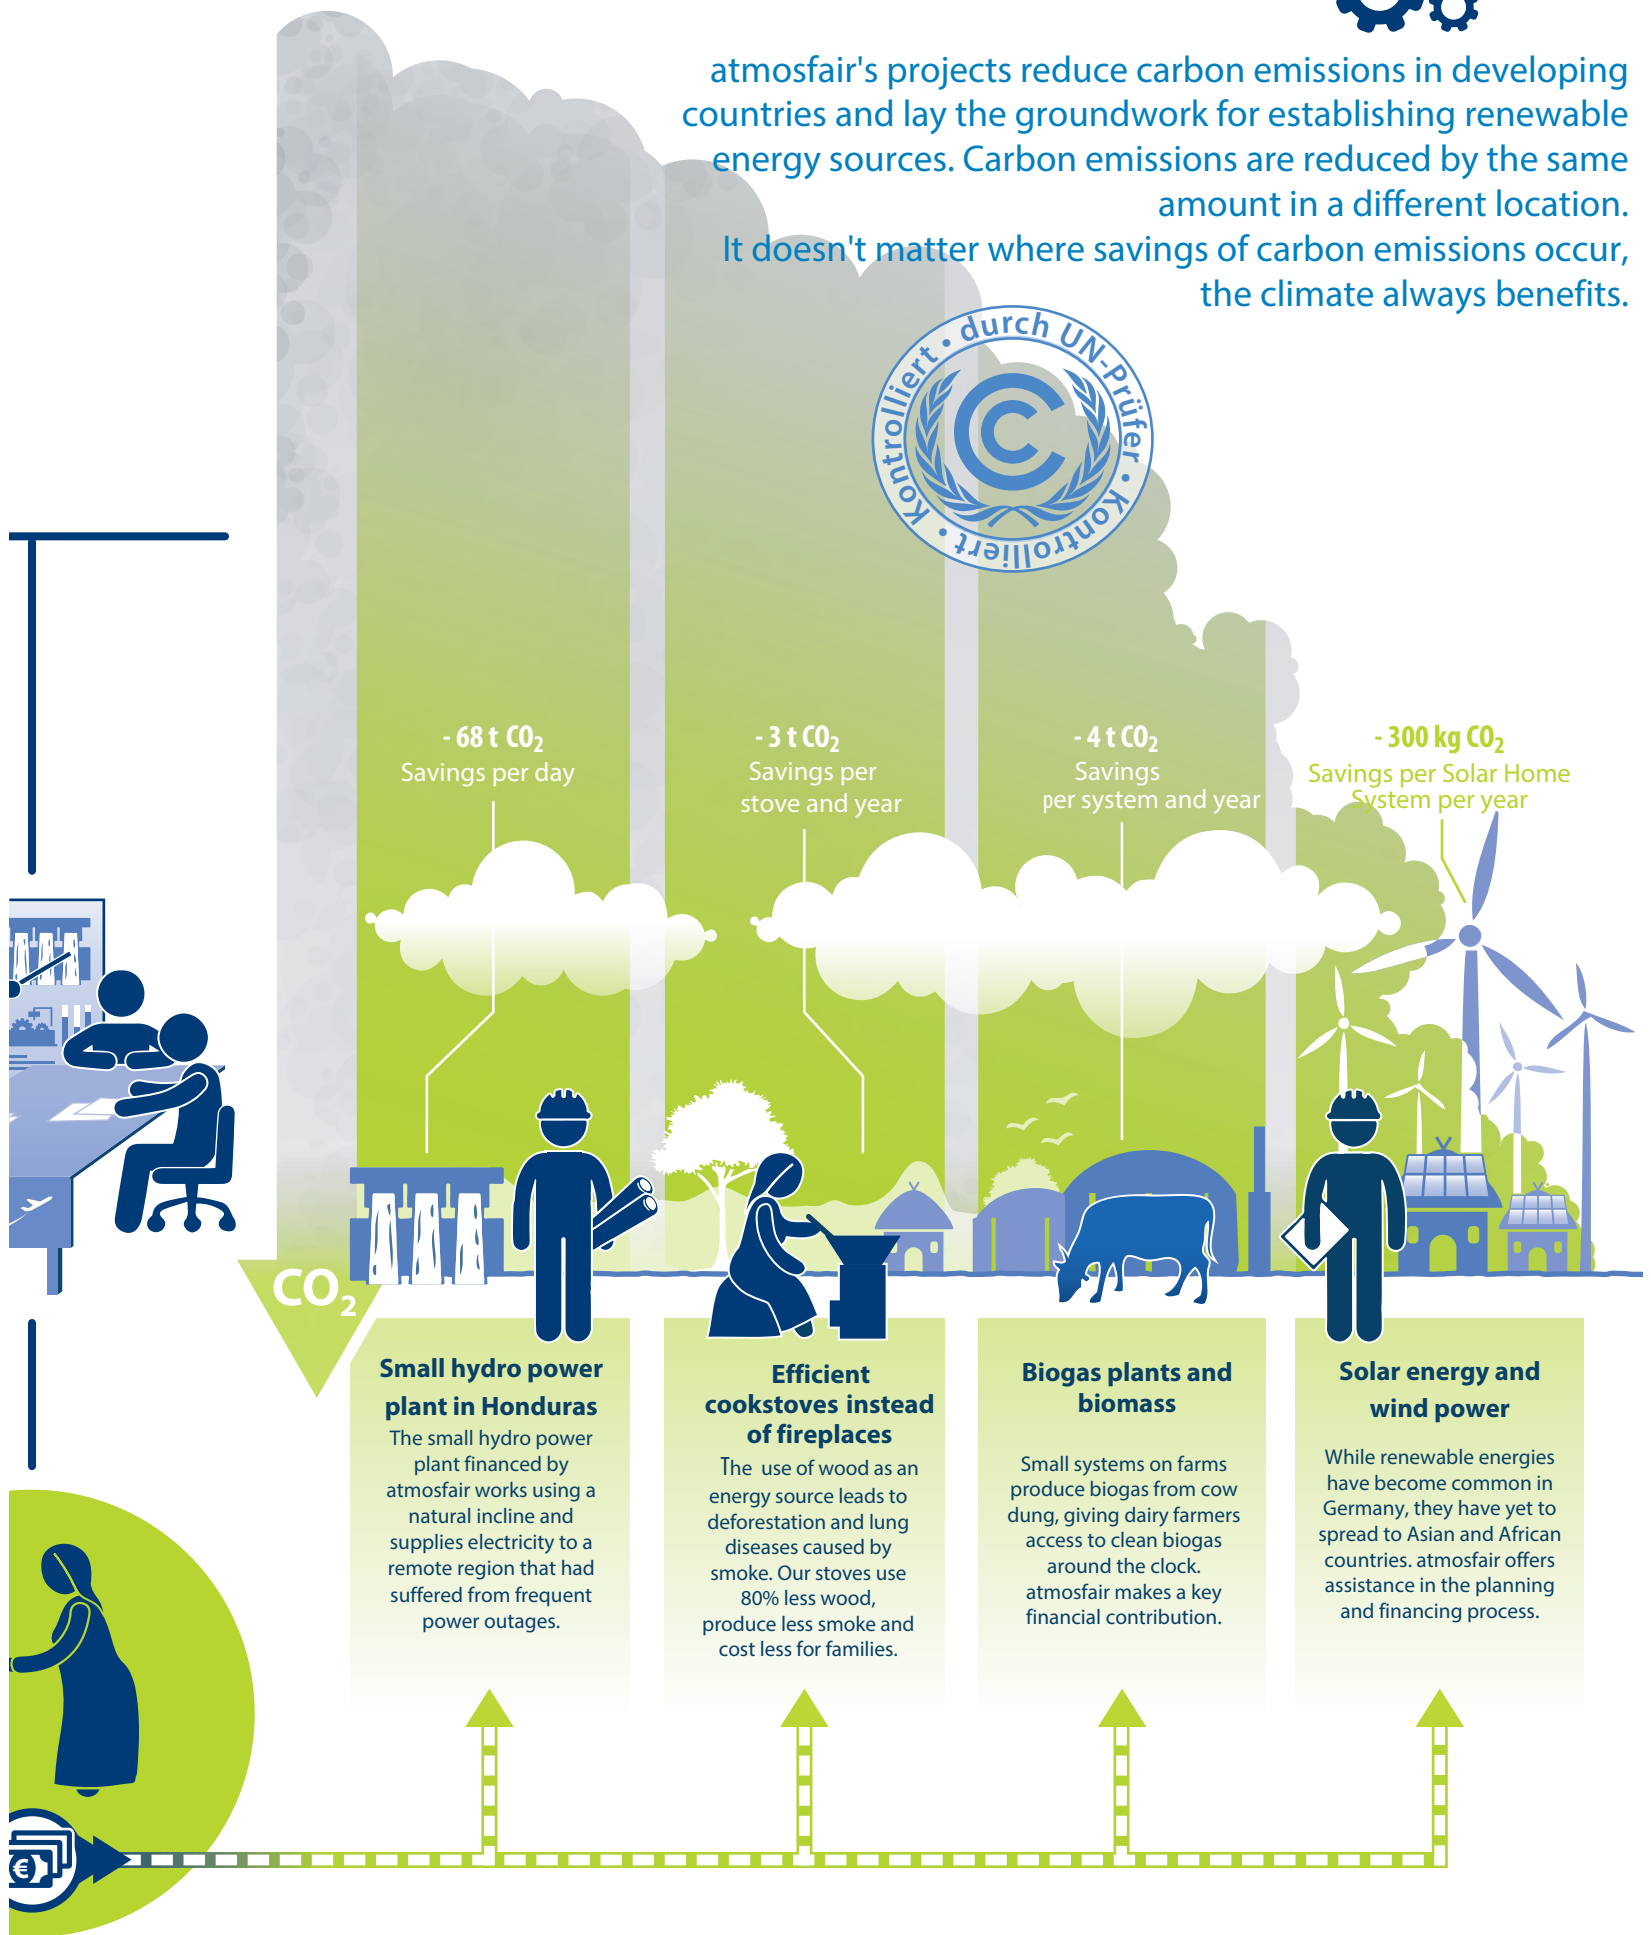 atmosfair's projects reduce carbon emissions in developing
countries and lay the groundwork for establishing renewable
energy sources. Carbon emissions are reduced by the same
amount in a different location.
It doesn't matter where savings of carbon emissions occur,
the climate always benefits.
Kontrolliert • durch UN-Prüfer • Kontrolliert •
- 68 t CO₂
Savings per day
- 3 t CO₂
Savings per
stove and year
- 4 t CO₂
Savings
per system and year
- 300 kg CO₂
Savings per Solar Home
System per year
CO₂
Small hydro power
plant in Honduras
The small hydro power
plant financed by
atmosfair works using a
natural incline and
supplies electricity to a
remote region that had
suffered from frequent
power outages.
Efficient
cookstoves instead
of fireplaces
The use of wood as an
energy source leads to
deforestation and lung
diseases caused by
smoke. Our stoves use
80% less wood,
produce less smoke and
cost less for families.
Biogas plants and
biomass
Small systems on farms
produce biogas from cow
dung, giving dairy farmers
access to clean biogas
around the clock.
atmosfair makes a key
financial contribution.
Solar energy and
wind power
While renewable energies
have become common in
Germany, they have yet to
spread to Asian and African
countries. atmosfair offers
assistance in the planning
and financing process.
€